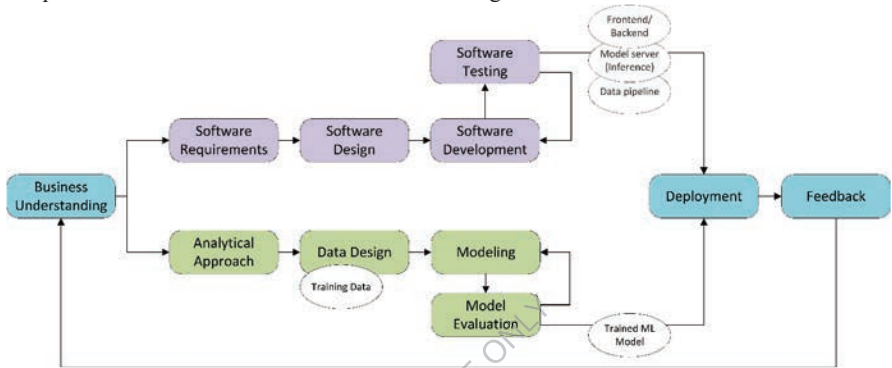 Frontend/
Backend
Model server
(Inference)
Data pipeline
Software
Testing
Software
Requirements
Software
Design
Software
Development
Business
Understanding
Deployment
Feedback
Analytical
Approach
Data Design
Training Data
Modeling
Model
Evaluation
Trained ML
Model
E ONLY